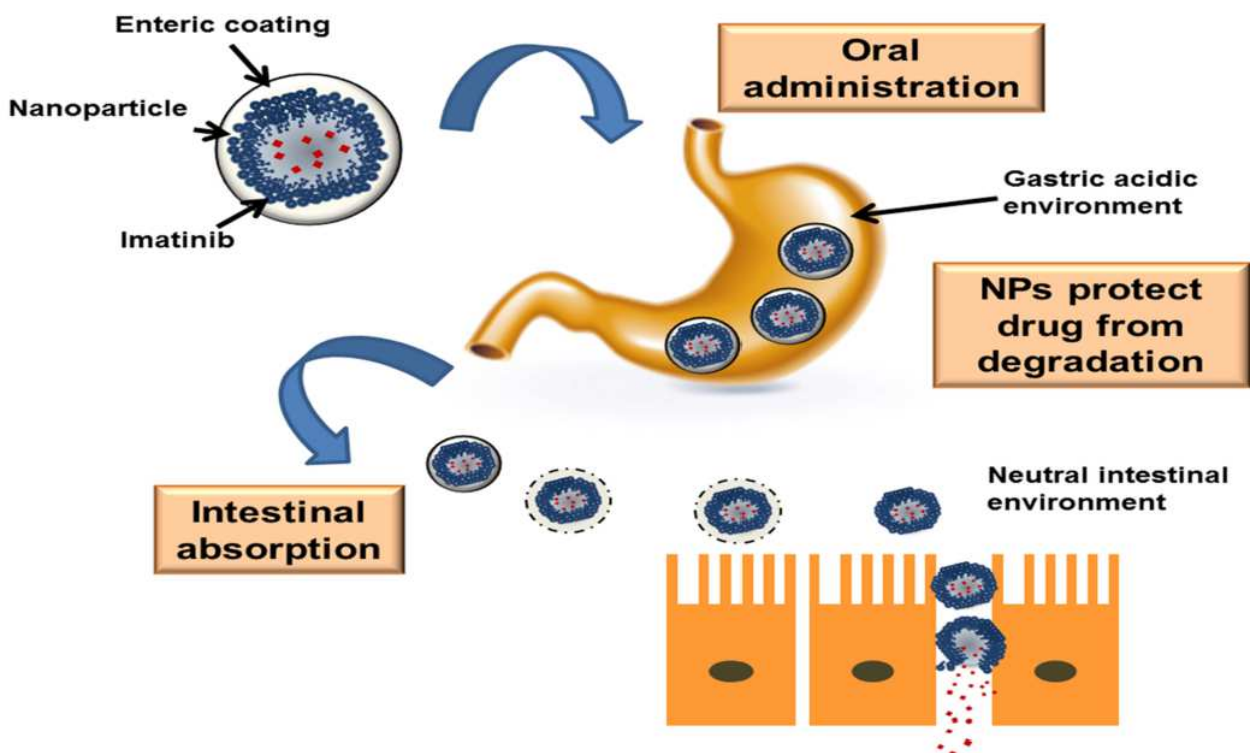 Enteric coating
Nanoparticle
Imatinib
Oral
administration
Gastric acidic
environment
NPs protect
drug from
degradation
Intestinal
absorption
Neutral intestinal
environment